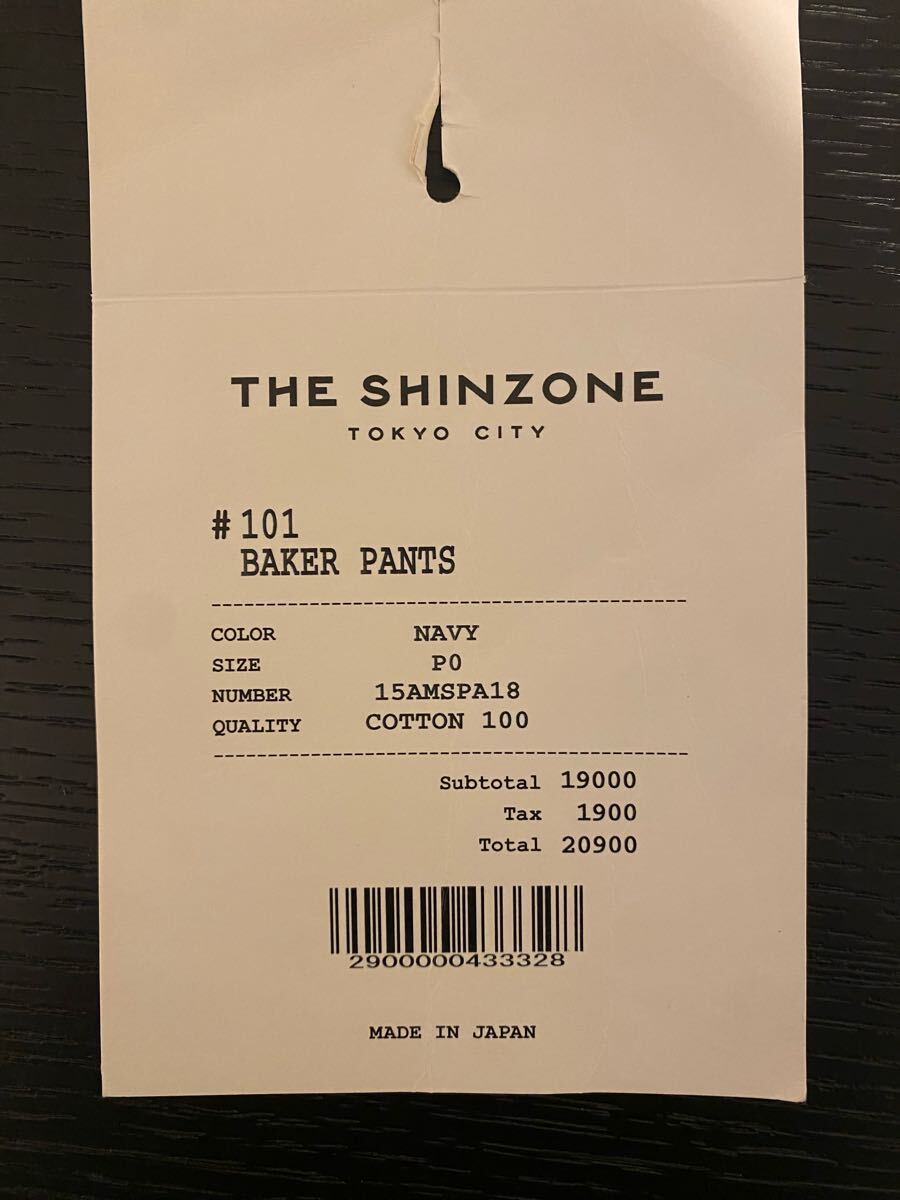 THE SHINZONE
TOKYO CITY
# 101
BAKER PANTS
COLOR NAVY
SIZE P0
NUMBER 15AMSPA18
QUALITY COTTON 100
Subtotal 19000
Tax 1900
Total 20900
2900000433328
MADE IN JAPAN